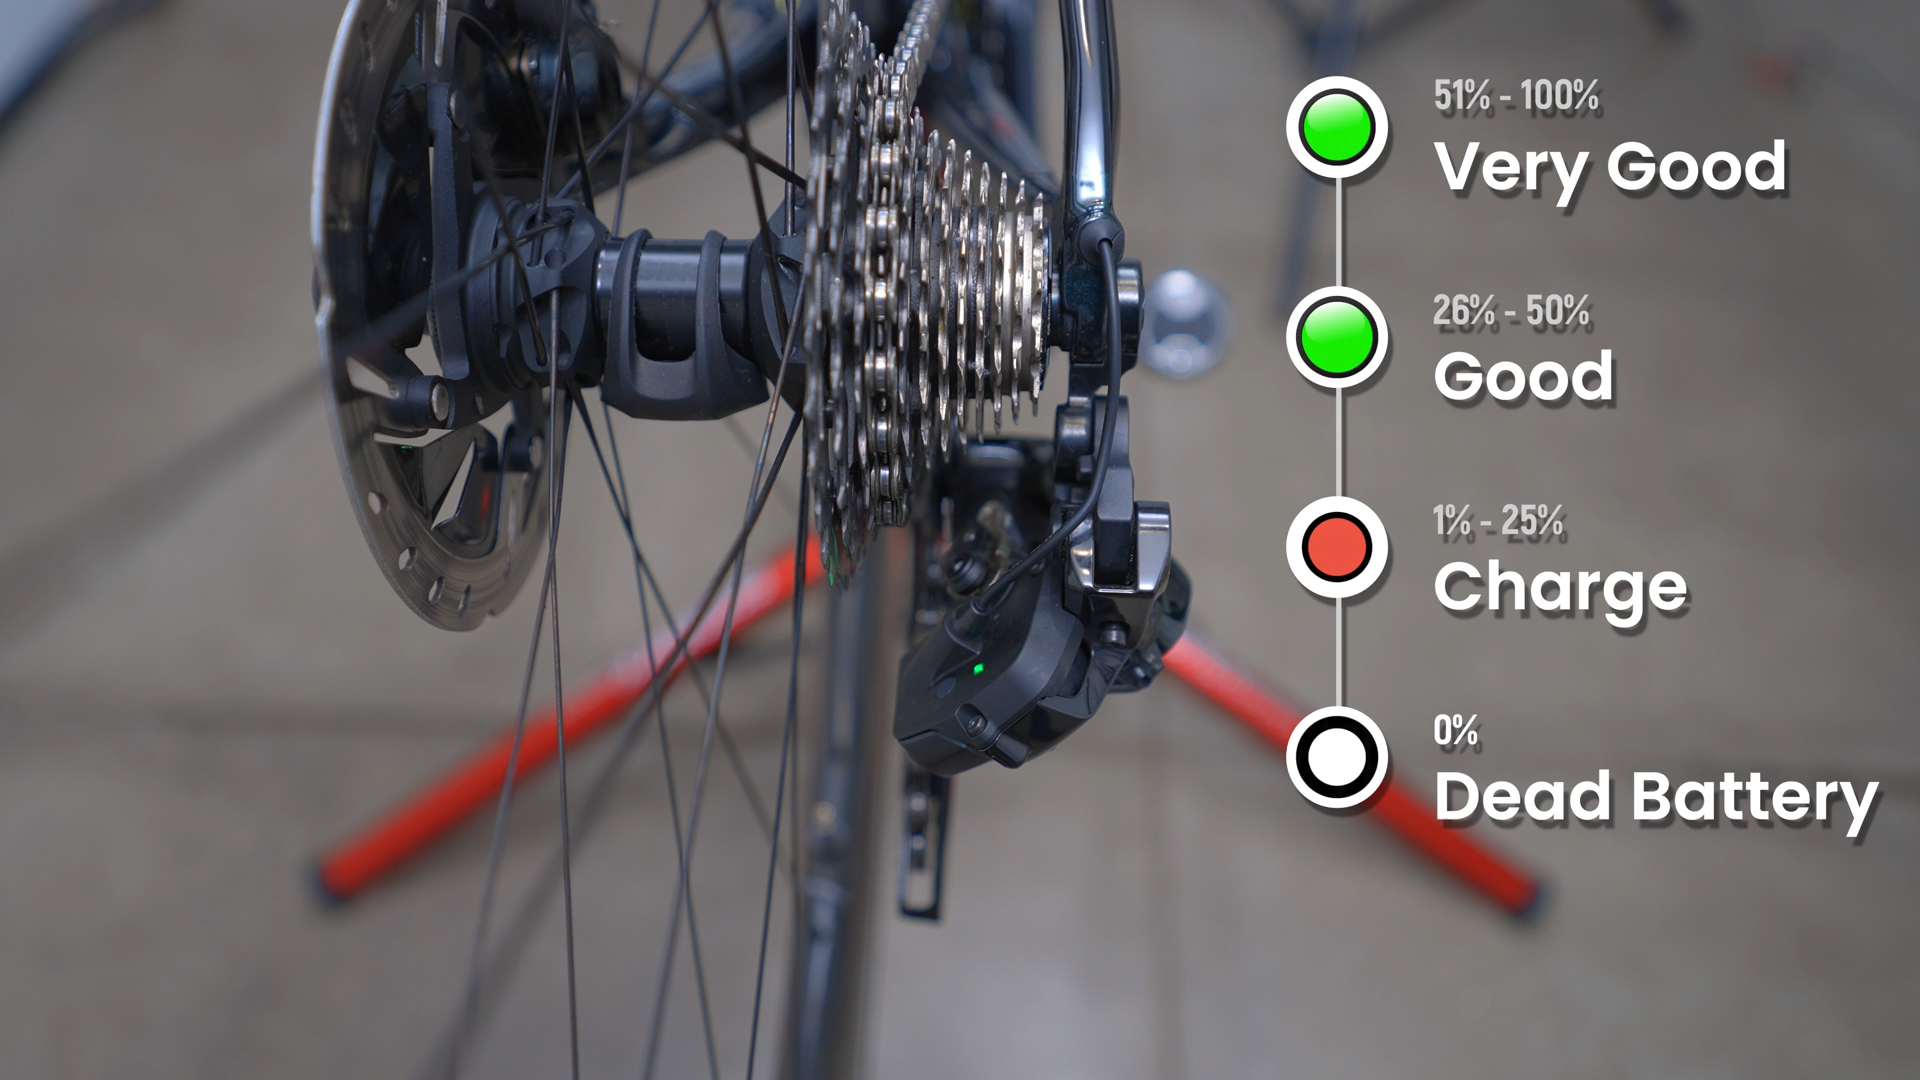 51% - 100%
Very Good
26% - 50%
Good
1% - 25%
Charge
0%
Dead Battery